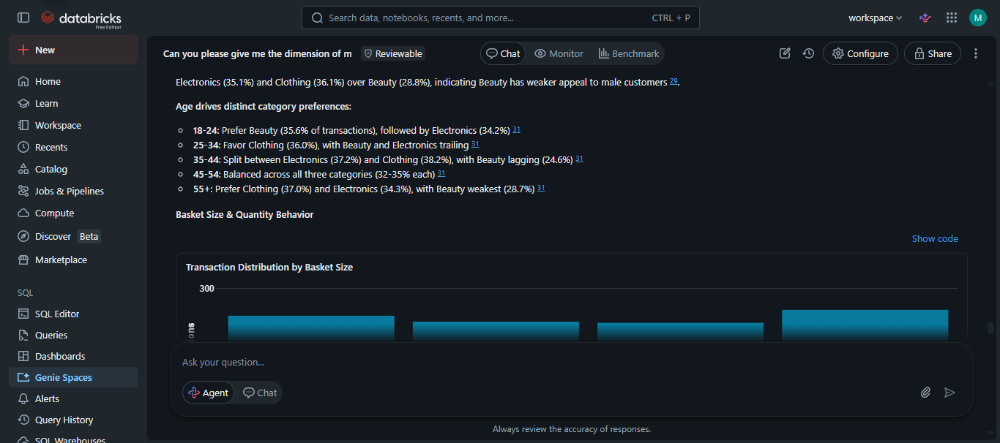 databricks
Free Edition
Search data, notebooks, recents, and more...
CTRL + P
workspace
M
New
Home
Learn
Workspace
Recents
Catalog
Jobs & Pipelines
Compute
Discover Beta
Marketplace
SQL
SQL Editor
Queries
Dashboards
Genie Spaces
Alerts
Query History
SQL Warehouses
Can you please give me the dimension of m
Reviewable
Chat
Monitor
Benchmark
Configure
Share
Electronics (35.1%) and Clothing (36.1%) over Beauty (28.8%), indicating Beauty has weaker appeal to male customers 29.
Age drives distinct category preferences:
18-24: Prefer Beauty (35.6% of transactions), followed by Electronics (34.2%) 31
25-34: Favor Clothing (36.0%), with Beauty and Electronics trailing 31
35-44: Split between Electronics (37.2%) and Clothing (38.2%), with Beauty lagging (24.6%) 31
45-54: Balanced across all three categories (32-35% each) 31
55+: Prefer Clothing (37.0%) and Electronics (34.3%), with Beauty weakest (28.7%) 31
Basket Size & Quantity Behavior
Show code
Transaction Distribution by Basket Size
300
Ask your question...
Agent
Chat
Always review the accuracy of responses.